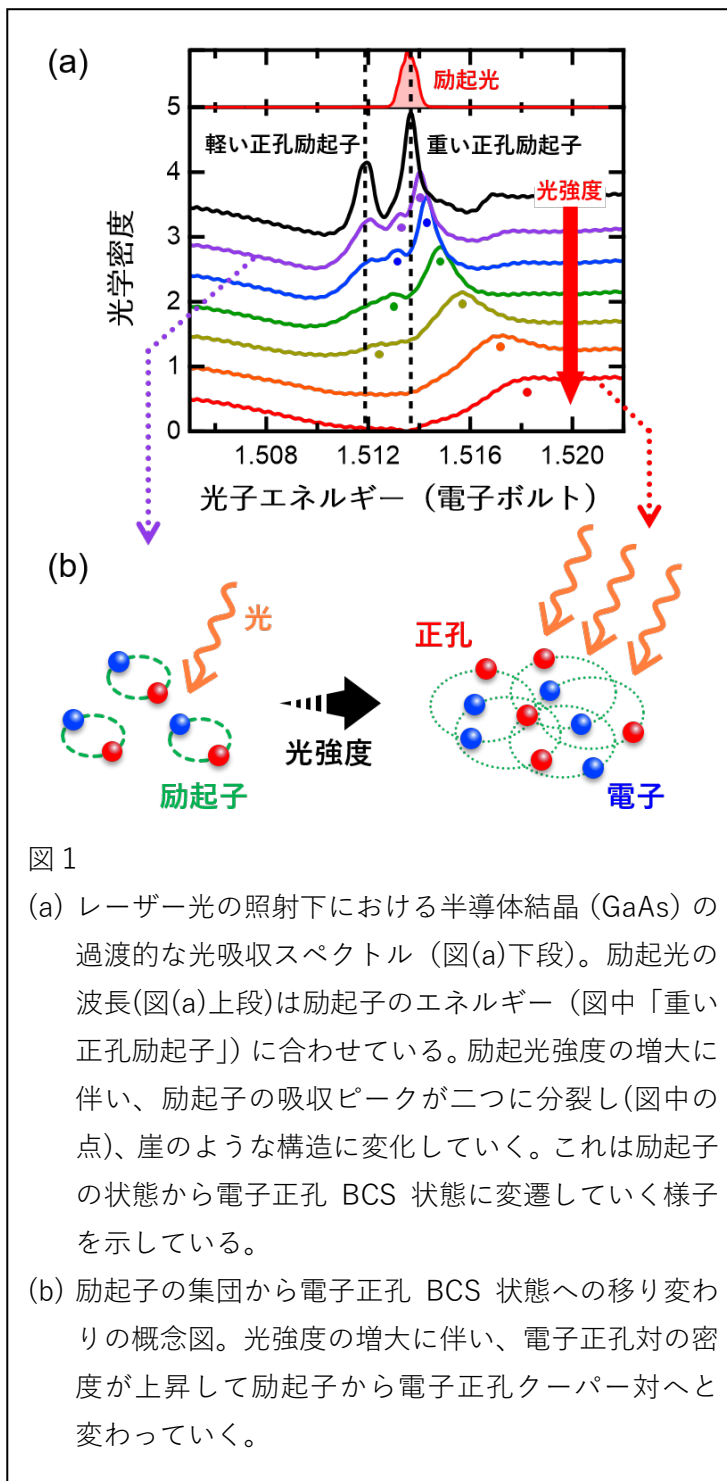 (a)
励起光
5
軽い正孔励起子
重い正孔励起子
4
光強度
3
光学密度
2
1
0
1.508
1.512
1.516
1.520
光子エネルギー（電子ボルト）
(b)
光
正孔
光強度
励起子
電子
図１
(a) レーザー光の照射下における半導体結晶 (GaAs) の
過渡的な光吸収スペクトル（図(a)下段）。励起光の
波長(図(a)上段)は励起子のエネルギー（図中「重い
正孔励起子」）に合わせている。励起光強度の増大に
伴い、励起子の吸収ピークが二つに分裂し(図中の
点)、崖のような構造に変化していく。これは励起子
の状態から電子正孔 BCS 状態に変遷していく様子
を示している。
(b) 励起子の集団から電子正孔 BCS 状態への移り変わ
りの概念図。光強度の増大に伴い、電子正孔対の密
度が上昇して励起子から電子正孔クーパー対へと
変わっていく。